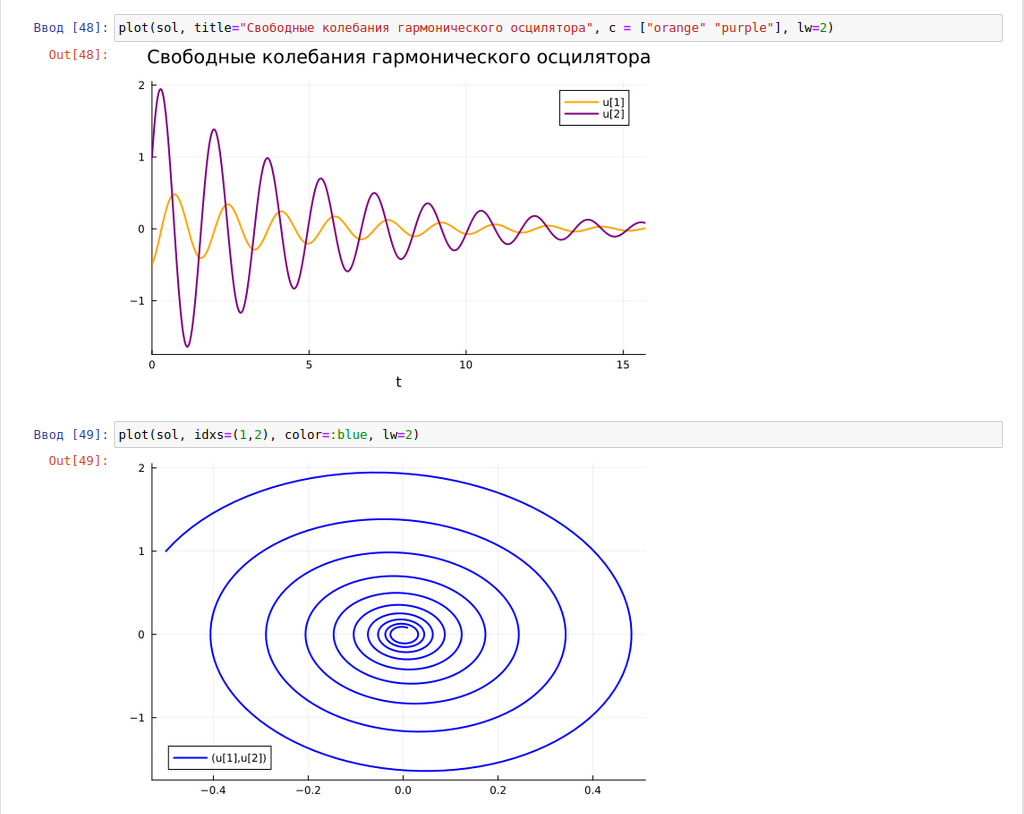 Ввод [48]: plot(sol, title="Свободные колебания гармонического осцилятора", c = ["orange" "purple"], lw=2)
Out[48]:
Свободные колебания гармонического осцилятора
2
u[1]
u[2]
1
0
−1
0 5 10 15
t
Ввод [49]: plot(sol, idxs=(1,2), color=:blue, lw=2)
Out[49]:
2
1
0
−1
(u[1],u[2])
−0.4 −0.2 0.0 0.2 0.4